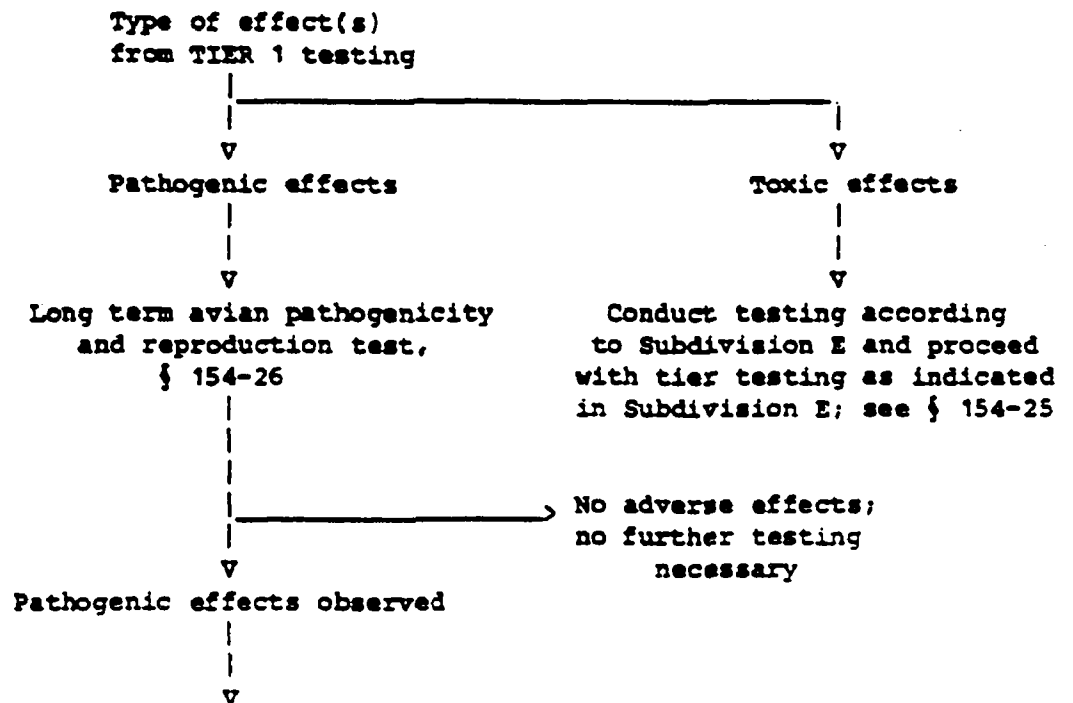 Type of effect(s)
from TIER 1 testing
Pathogenic effects
Toxic effects
Long term avian pathogenicity
and reproduction test,
§ 154-26
Conduct testing according
to Subdivision E and proceed
with tier testing as indicated
in Subdivision E; see § 154-25
No adverse effects;
no further testing
necessary
Pathogenic effects observed